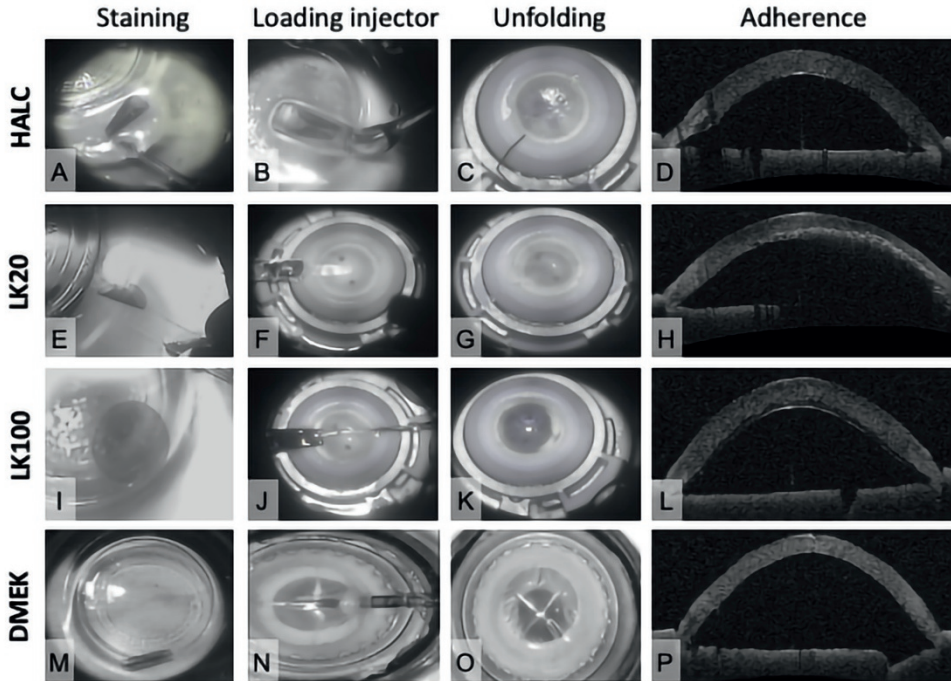 Staining Loading injector Unfolding Adherence
HALC A B C D
LK20 E F G H
LK100 I J K L
DMEK M N O P